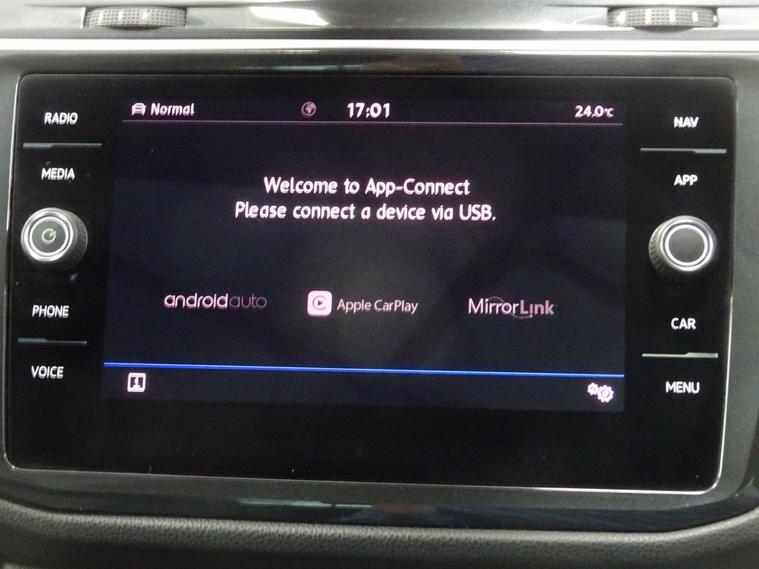 RADIO
MEDIA
PHONE
VOICE
Normal
17:01
24.0°C
Welcome to App-Connect
Please connect a device via USB.
androidauto
Apple CarPlay
MirrorLink
NAV
APP
CAR
MENU